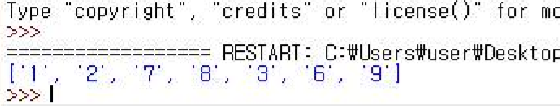 Type "copyright", "credits" or "license()" for mo
>>>
================== RESTART: C:₩Users₩user₩Desktop
['1', '2', '7', '8', '3', '6', '9']
>>>